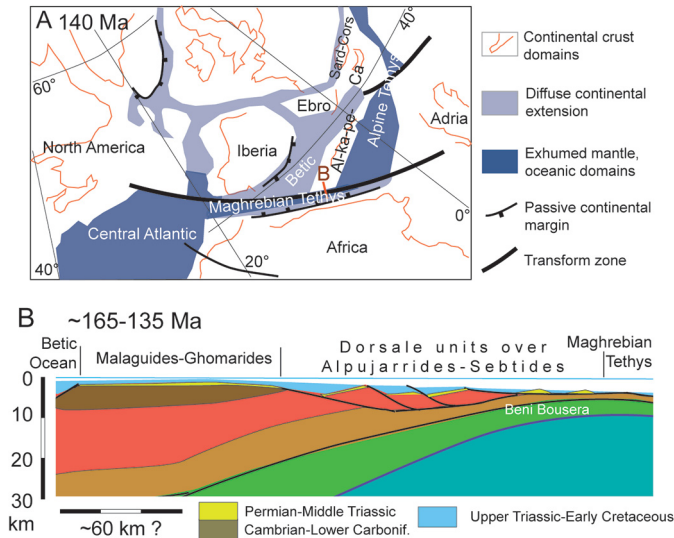 A 140 Ma
40°
60°
Sard-Cors
Ca
Ebro
Alpine Tethys
Adria
North America
Iberia
Betic
Al-ka-pe-
B
Maghrebian Tethys
0°
Central Atlantic
Africa
40°
20°
Continental crust
domains
Diffuse continental
extension
Exhumed mantle,
oceanic domains
Passive continental
margin
Transform zone
B ~165-135 Ma
Betic
Ocean
Malaguides-Ghomarides
Dorsale units over
Alpujarrides-Sebtides
Maghrebian
Tethys
0
10
20
30
km
Beni Bousera
~60 km ?
Permian-Middle Triassic
Cambrian-Lower Carbonif.
Upper Triassic-Early Cretaceous